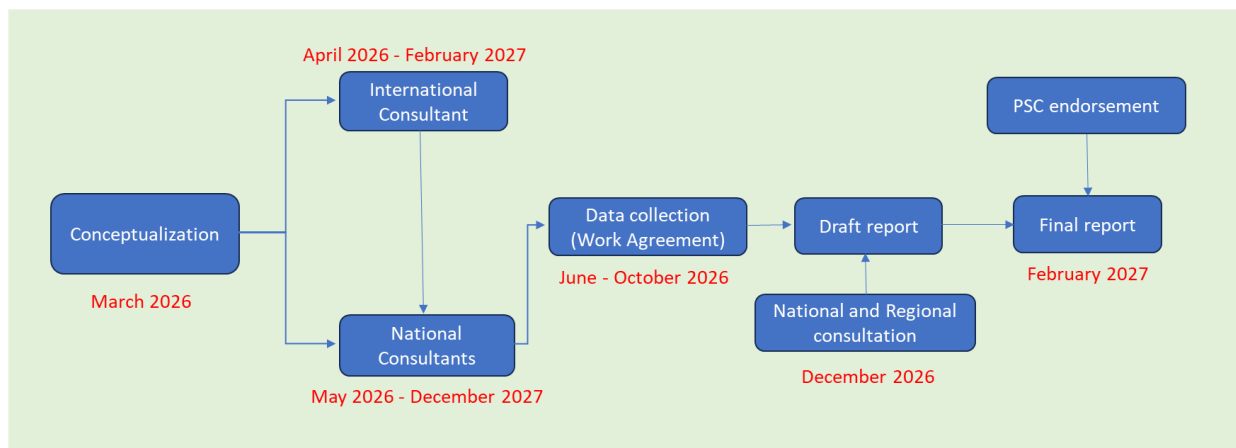 April 2026 - February 2027
International
Consultant
PSC endorsement
Conceptualization
March 2026
Data collection
(Work Agreement)
June - October 2026
Draft report
Final report
February 2027
National and Regional
consultation
December 2026
National
Consultants
May 2026 - December 2027